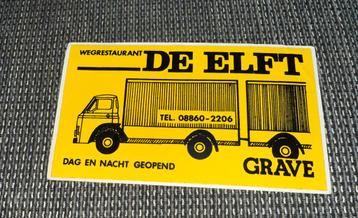 WEGRESTAURANT DE ELFT
TEL. 08860-2206
DAG EN NACHT GEOPEND
GRAVE